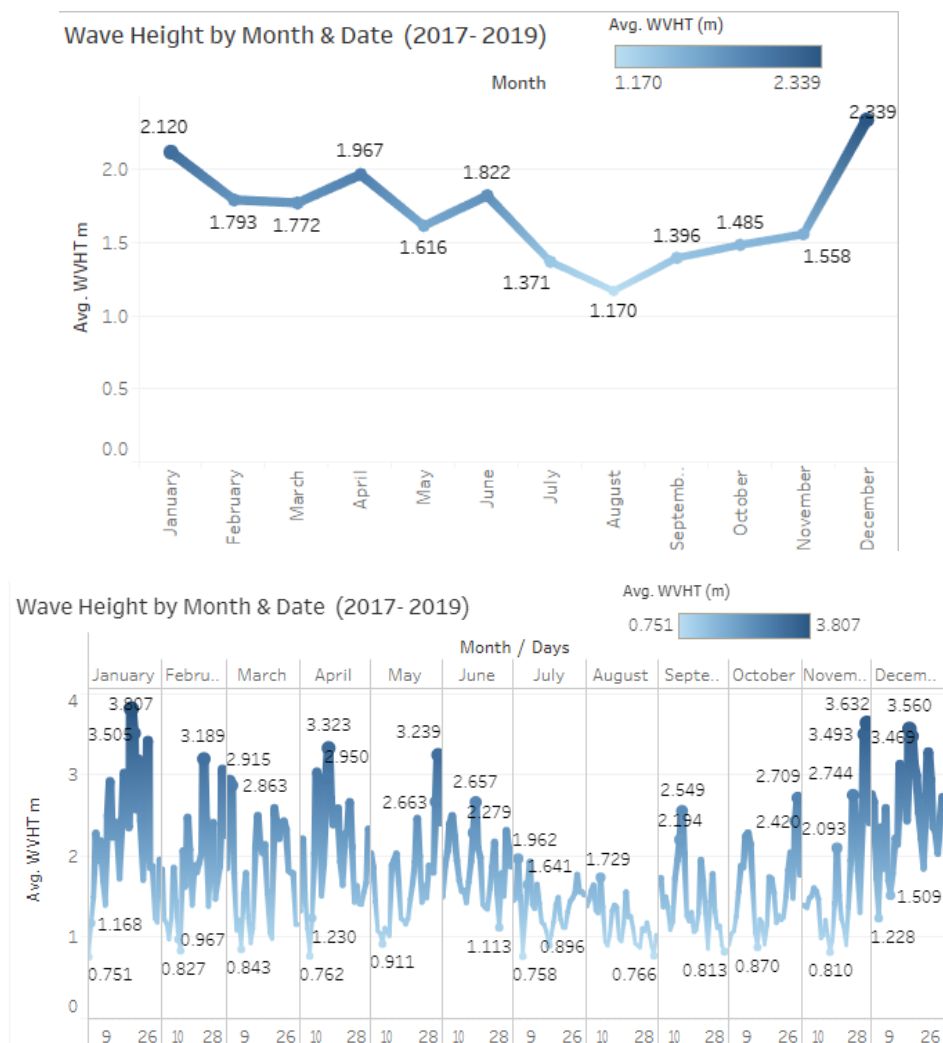 Wave Height by Month & Date (2017- 2019)
Avg. WVHT (m)
1.170 2.339
Month
Avg. WVHT m
2.0
1.5
1.0
0.5
0.0
2.120
1.793
1.772
1.967
1.616
1.822
1.371
1.170
1.396
1.485
1.558
2.339
January
February
March
April
May
June
July
August
Septemb..
October
November
December
Wave Height by Month & Date (2017- 2019)
Avg. WVHT (m)
0.751 3.807
Month / Days
January Febru.. March April May June July August Septe.. October Novem.. Decem..
Avg. WVHT m
4
3
2
1
0
3.807
3.505
1.168
0.751
3.189
0.967
0.827
2.915
2.863
0.843
3.323
2.950
1.230
0.762
3.239
2.663
0.911
2.657
2.279
1.113
1.962
1.641
0.896
0.758
1.729
0.766
2.549
2.194
0.813
2.709
2.420
0.870
3.632
3.493
2.744
2.093
0.810
3.560
3.469
1.509
1.228
9 26 10 28 9 26 10 28 10 28 10 28 9 26 10 28 10 28 9 26 10 28 9 26